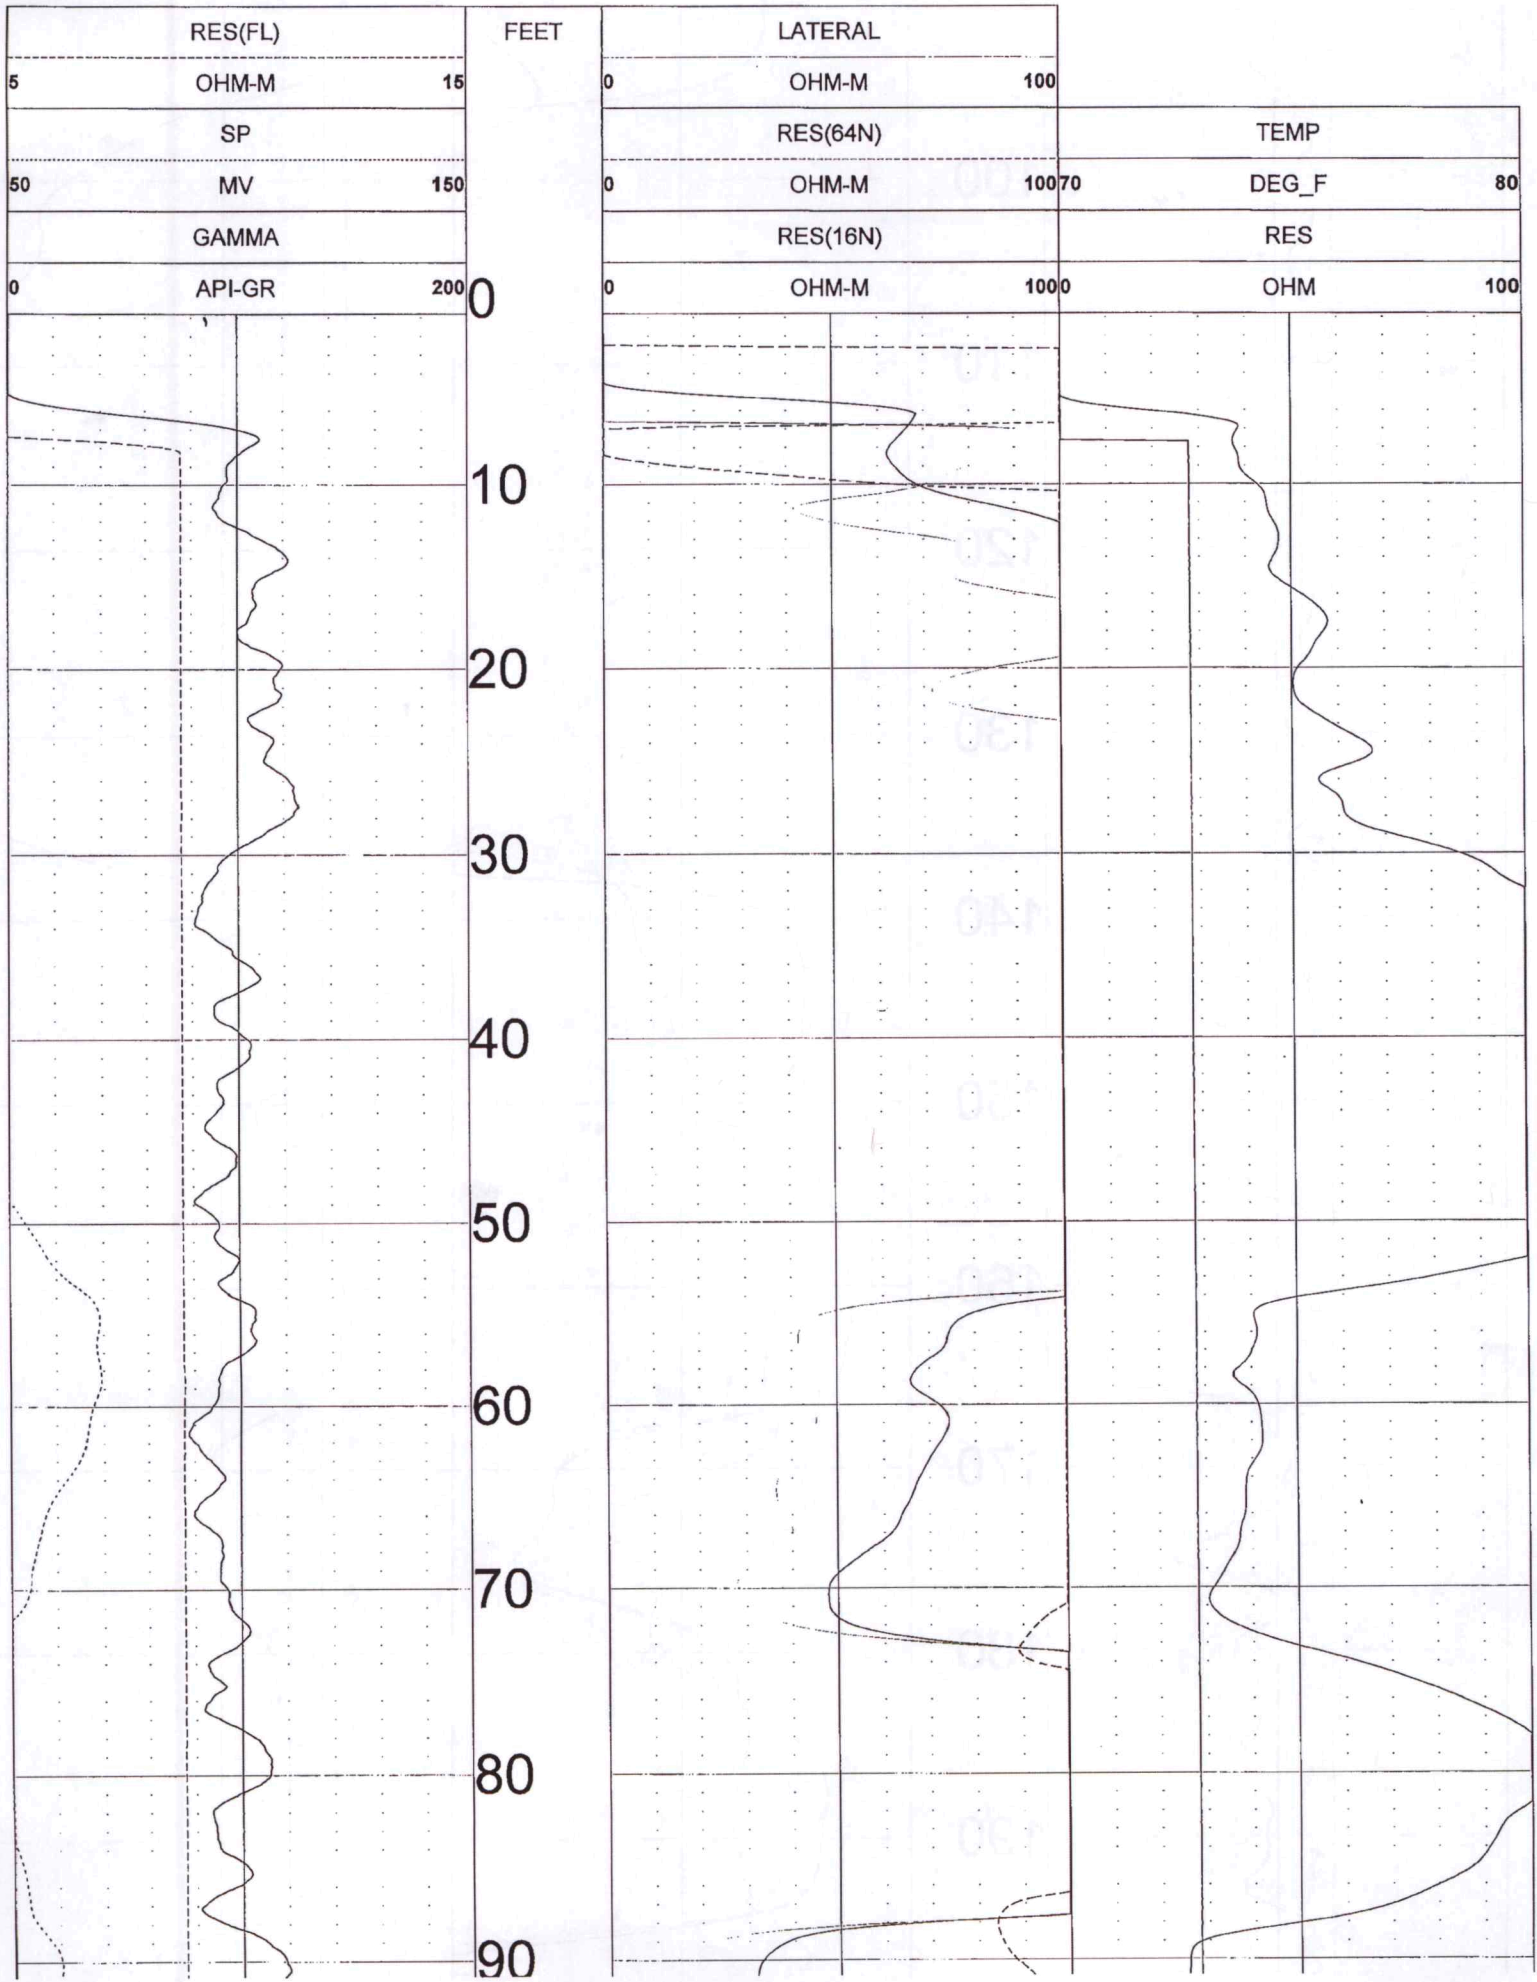 RES(FL) FEET LATERAL
5 OHM-M 15 0 OHM-M 100
SP RES(64N) TEMP
50 MV 150 0 OHM-M 100 70 DEG_F 80
GAMMA RES(16N) RES
0 API-GR 200 0 OHM-M 100 0 OHM 100
0
10
20
30
40
50
60
70
80
90